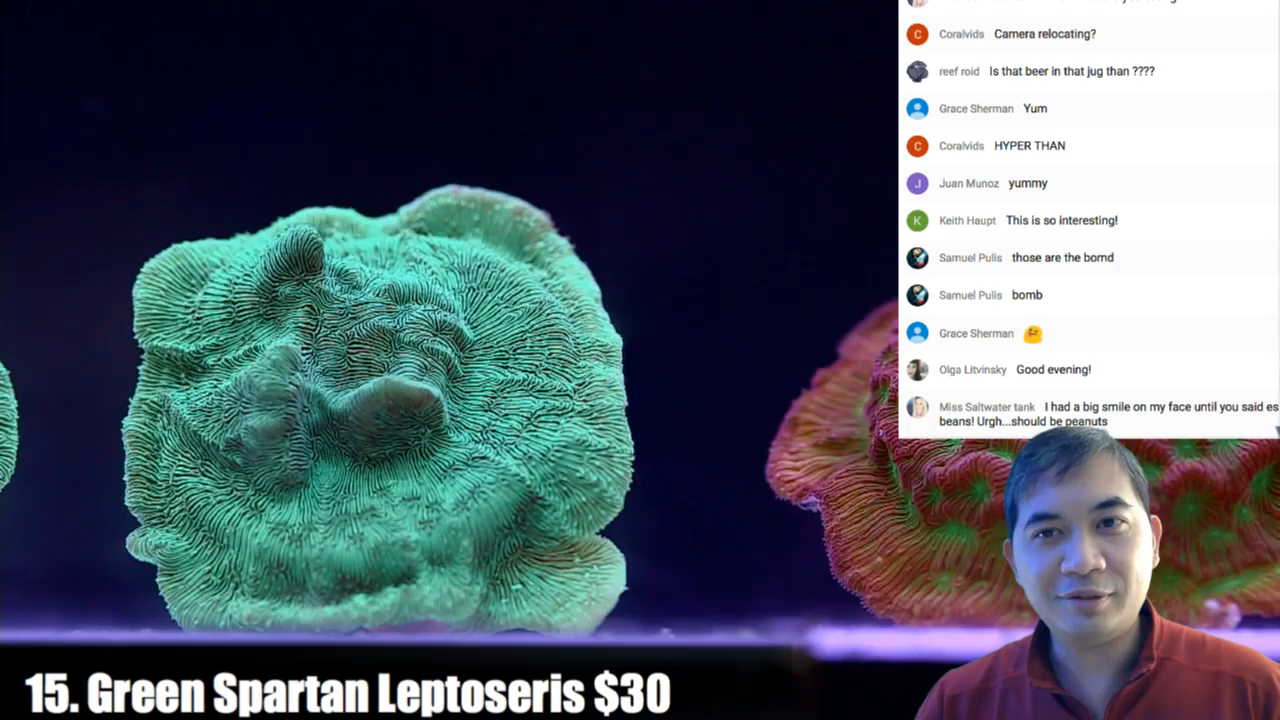 Coralvids Camera relocating?
reef roid Is that beer in that jug than ????
Grace Sherman Yum
Coralvids HYPER THAN
Juan Munoz yummy
Keith Haupt This is so interesting!
Samuel Pulis those are the bomd
Samuel Pulis bomb
Grace Sherman
Olga Litvinsky Good evening!
Miss Saltwater tank I had a big smile on my face until you said es
beans! Urgh...should be peanuts
C
C
J
K
15. Green Spartan Leptoseris $30